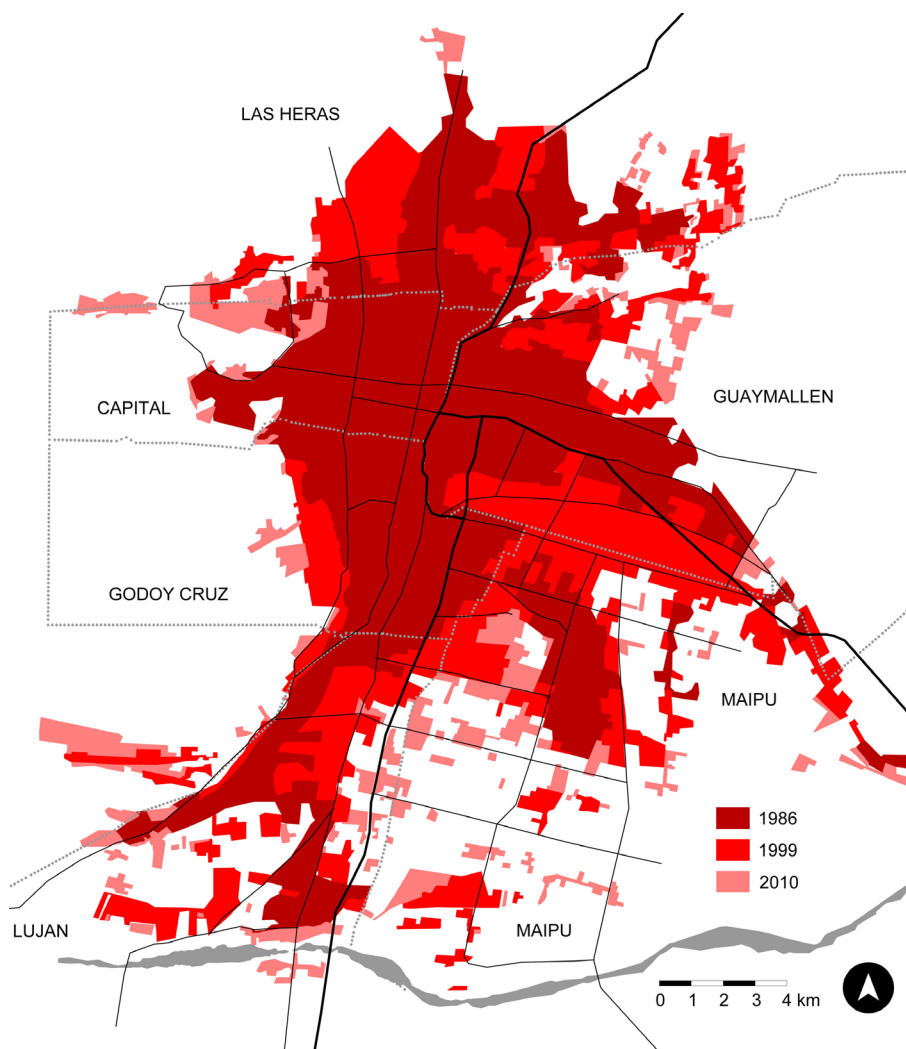 LAS HERAS
CAPITAL
GUAYMALLEN
GODOY CRUZ
MAIPU
1986
1999
2010
LUJAN
MAIPU
0 1 2 3 4 km